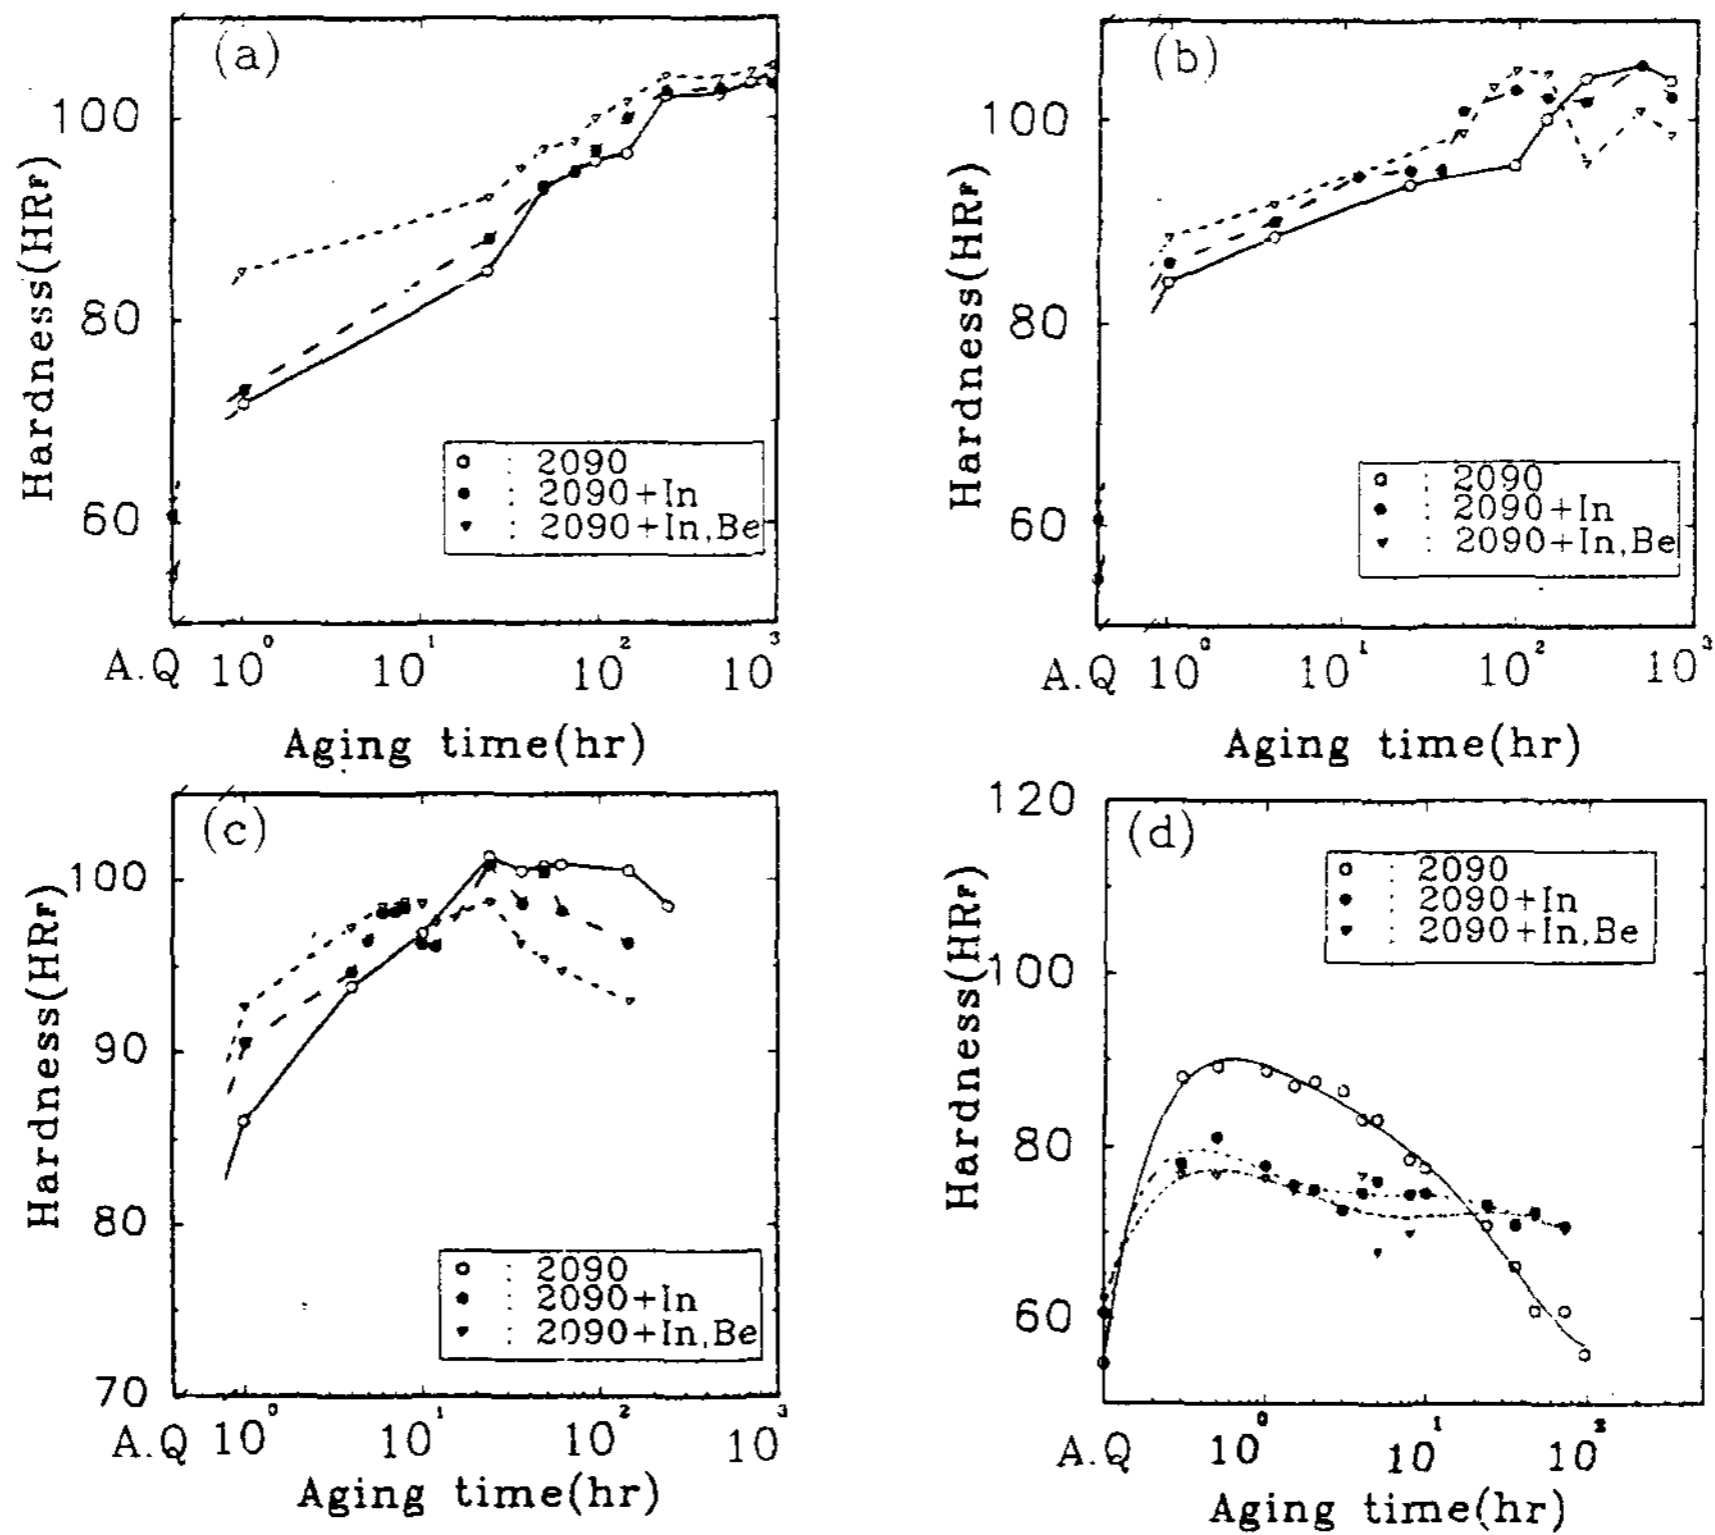 (a)
Hardness(HRF)
100
80
60
○ : 2090
● : 2090+In
▼ : 2090+In,Be
A.Q 10⁰ 10¹ 10² 10³
Aging time(hr)
(b)
Hardness(HRF)
100
80
60
○ : 2090
● : 2090+In
▼ : 2090+In,Be
A.Q 10⁰ 10¹ 10² 10³
Aging time(hr)
(c)
Hardness(HRF)
100
90
80
70
○ : 2090
● : 2090+In
▼ : 2090+In,Be
A.Q 10⁰ 10¹ 10² 10³
Aging time(hr)
(d)
Hardness(HRF)
120
100
80
60
○ : 2090
● : 2090+In
▼ : 2090+In,Be
A.Q 10⁰ 10¹ 10²
Aging time(hr)